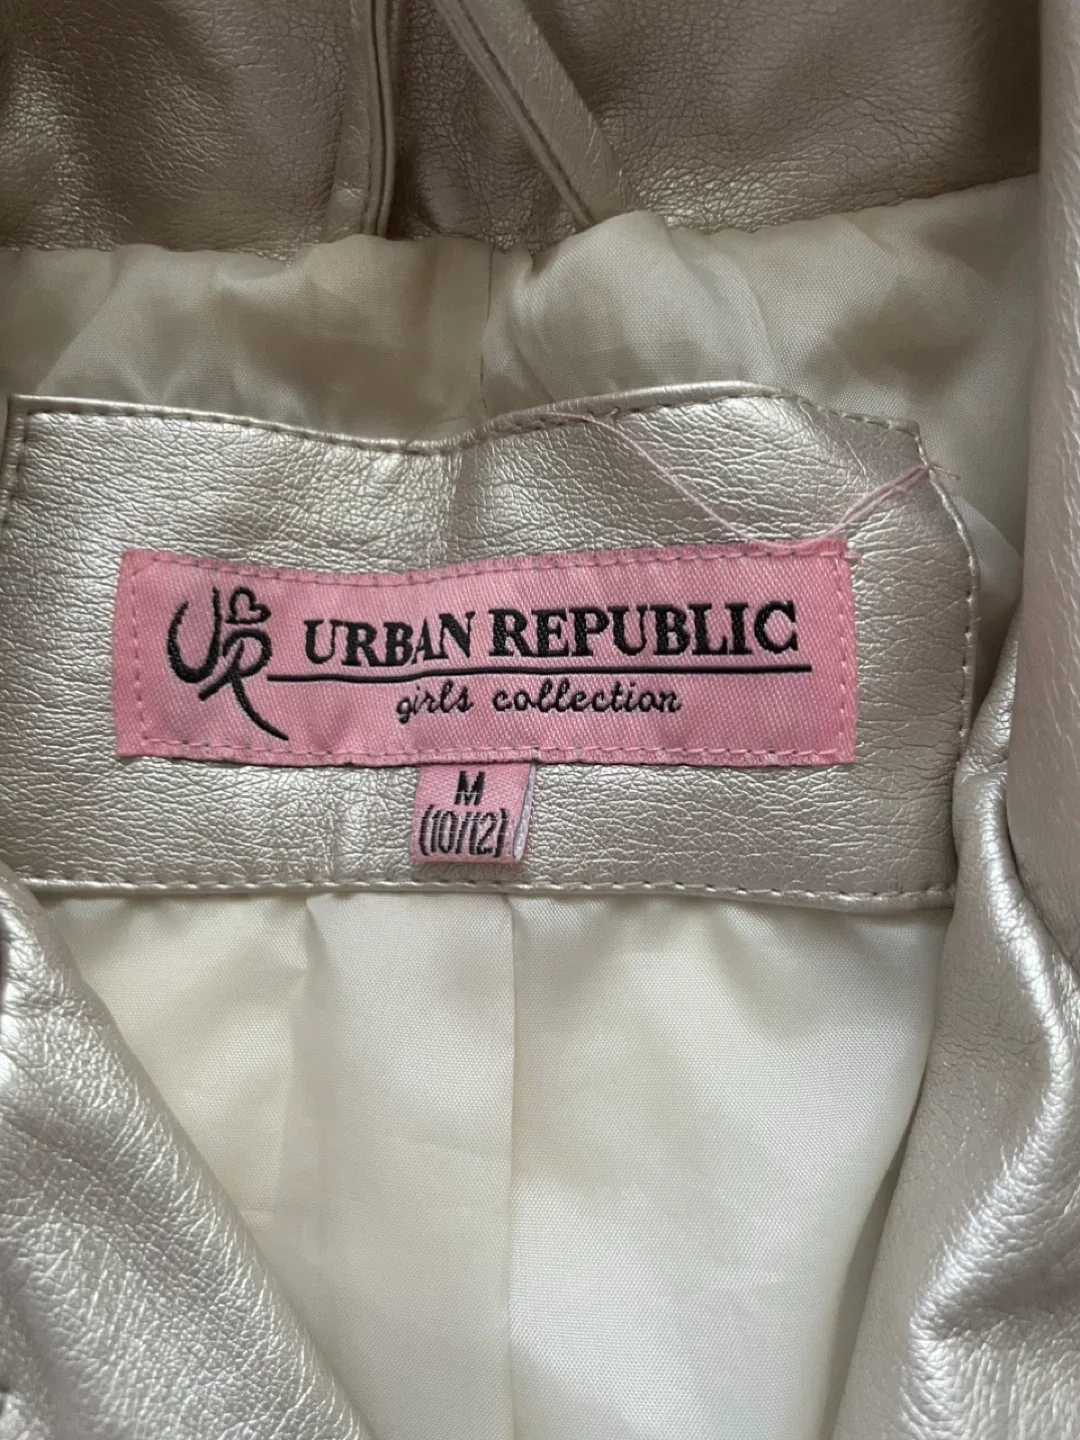 UR URBAN REPUBLIC
girls collection
M
(10/12)